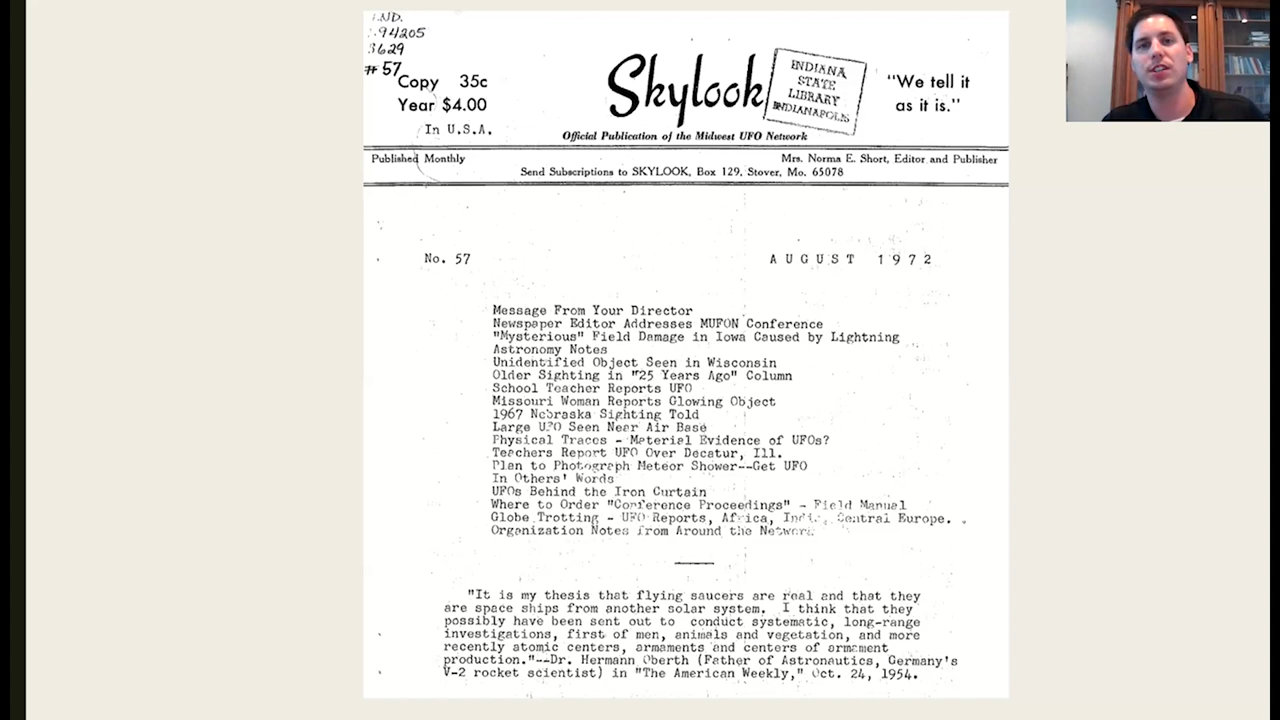 IND.
94205
3629
#57
Copy 35c
Year $4.00
In U.S.A.
Skylook
INDIANA
STATE
LIBRARY
INDIANAPOLIS
"We tell it
as it is."
Official Publication of the Midwest UFO Network
Published Monthly
Mrs. Norma E. Short, Editor and Publisher
Send Subscriptions to SKYLOOK, Box 129, Stover, Mo. 65078
No. 57
AUGUST 1972
Message From Your Director
Newspaper Editor Addresses MUFON Conference
"Mysterious" Field Damage in Iowa Caused by Lightning
Astronomy Notes
Unidentified Object Seen in Wisconsin
Older Sighting in "25 Years Ago" Column
School Teacher Reports UFO
Missouri Woman Reports Glowing Object
1967 Nebraska Sighting Told
Large UFO Seen Near Air Base
Physical Traces - Material Evidence of UFOs?
Teachers Report UFO Over Decatur, Ill.
Plan to Photograph Meteor Shower--Get UFO
In Others' Words
UFOs Behind the Iron Curtain
Where to Order "Conference Proceedings" - Field Manual
Globe Trotting - UFO Reports, Africa, India, Central Europe.
Organization Notes from Around the Network
"It is my thesis that flying saucers are real and that they
are space ships from another solar system. I think that they
possibly have been sent out to conduct systematic, long-range
investigations, first of men, animals and vegetation, and more
recently atomic centers, armaments and centers of armament
production."--Dr. Hermann Oberth (Father of Astronautics, Germany's
V-2 rocket scientist) in "The American Weekly," Oct. 24, 1954.